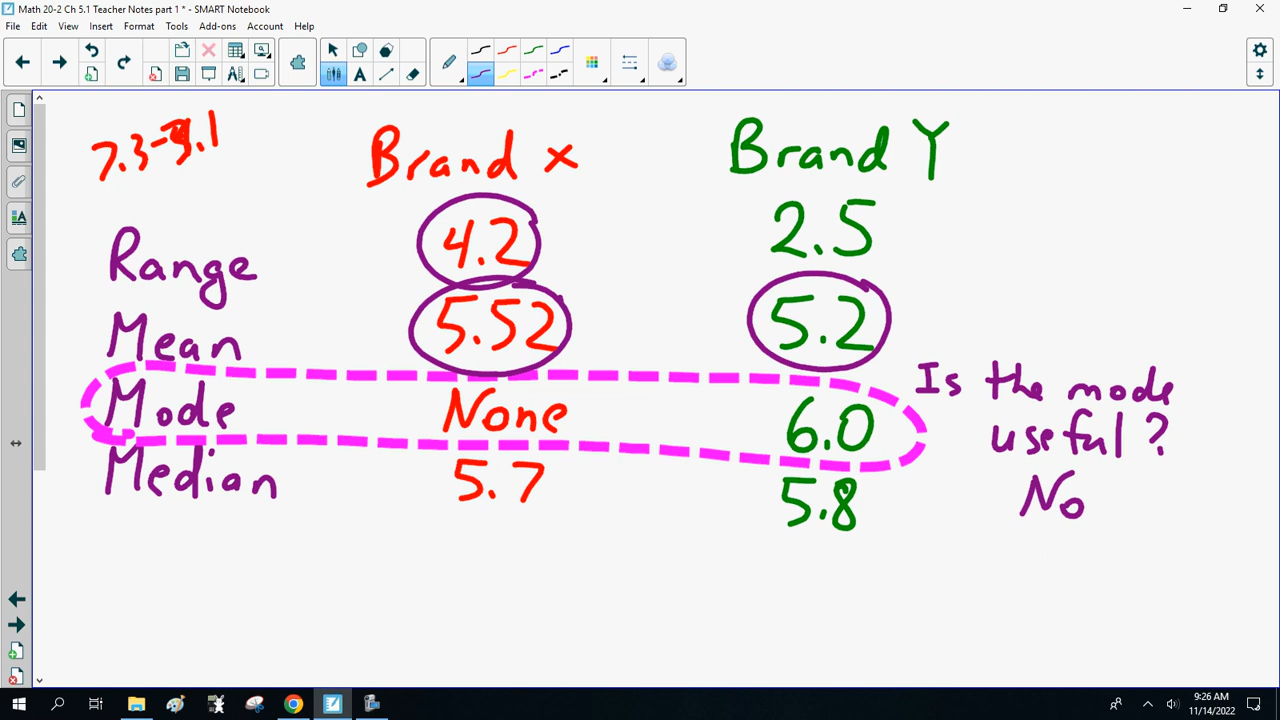 Math 20-2 Ch 5.1 Teacher Notes part 1 * - SMART Notebook
File Edit View Insert Format Tools Add-ons Account Help
7.3-3.1 Brand x Brand Y
Range 4.2 2.5
Mean 5.52 5.2
Mode None 6.0
Median 5.7 5.8
Is the mode
useful?
No
9:26 AM
11/14/2022